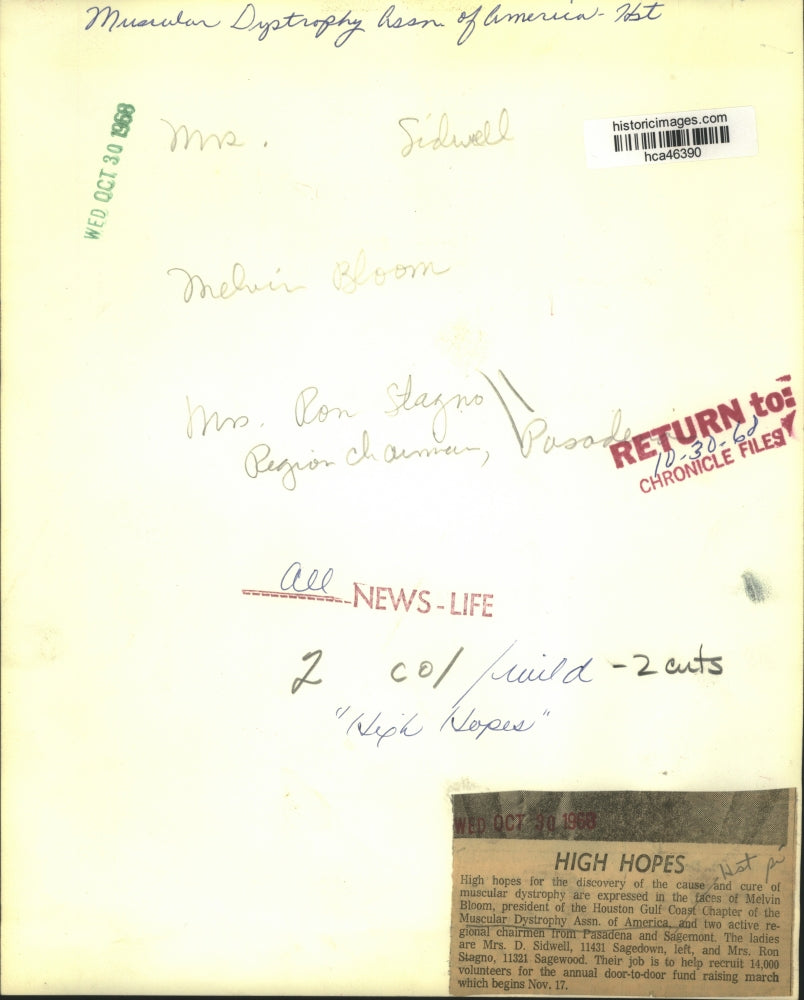 Muscular Dystrophy Assn. of America - Hst
WED OCT 30 1968
historicimages.com
hca46390
Mrs. Sidwell
Melvin Bloom
Mrs. Ron Stagno
Region chairman, Pasadena
RETURN to:
10-30-68
CHRONICLE FILES
All NEWS-LIFE
2 col / wild - 2 cuts
"High Hopes"
WED OCT 30 1968
HIGH HOPES
Hst
High hopes for the discovery of the cause and cure of
muscular dystrophy are expressed in the faces of Melvin
Bloom, president of the Houston Gulf Coast Chapter of the
Muscular Dystrophy Assn. of America, and two active re-
gional chairmen from Pasadena and Sagemont. The ladies
are Mrs. D. Sidwell, 11431 Sagedown, left, and Mrs. Ron
Stagno, 11321 Sagewood. Their job is to help recruit 14,000
volunteers for the annual door-to-door fund raising march
which begins Nov. 17.